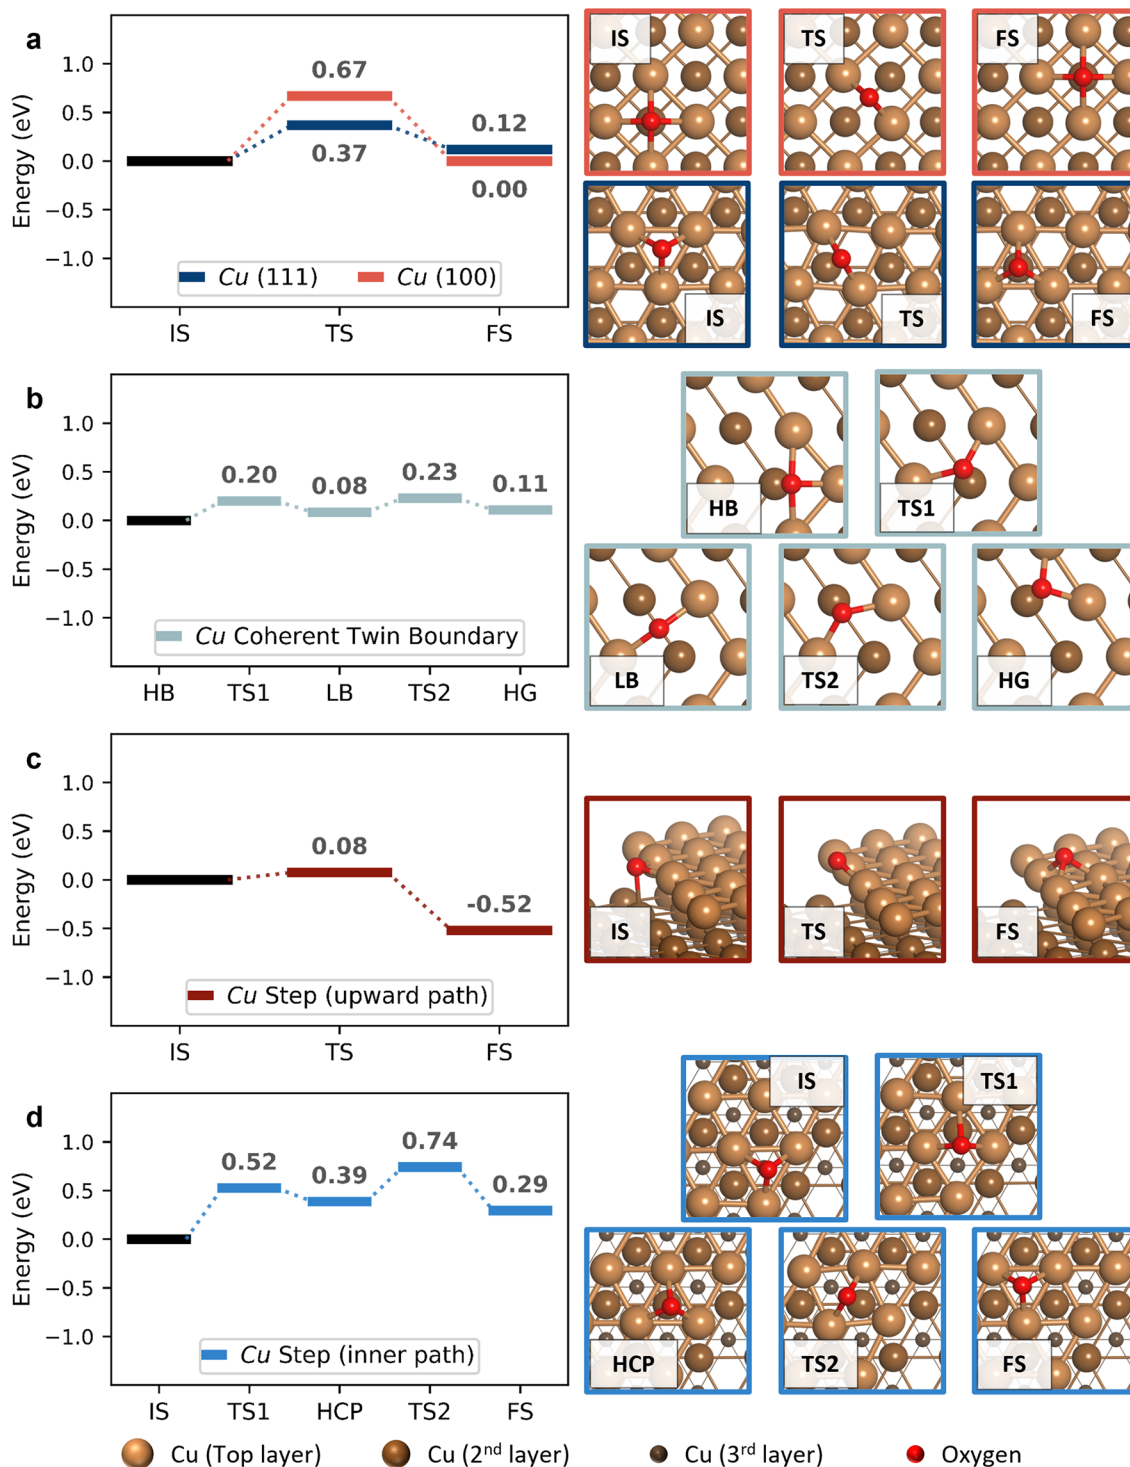 a
Energy (eV)
1.0
0.5
0.0
−0.5
−1.0
0.67
0.37
0.12
0.00
Cu (111) Cu (100)
IS TS FS
IS TS FS
IS TS FS
b
Energy (eV)
1.0
0.5
0.0
−0.5
−1.0
0.20 0.08 0.23 0.11
Cu Coherent Twin Boundary
HB TS1 LB TS2 HG
HB TS1
LB TS2 HG
c
Energy (eV)
1.0
0.5
0.0
−0.5
−1.0
0.08
-0.52
Cu Step (upward path)
IS TS FS
IS TS FS
d
Energy (eV)
1.0
0.5
0.0
−0.5
−1.0
0.52 0.39 0.74 0.29
Cu Step (inner path)
IS TS1 HCP TS2 FS
IS TS1
HCP TS2 FS
Cu (Top layer) Cu (2nd layer) Cu (3rd layer) Oxygen